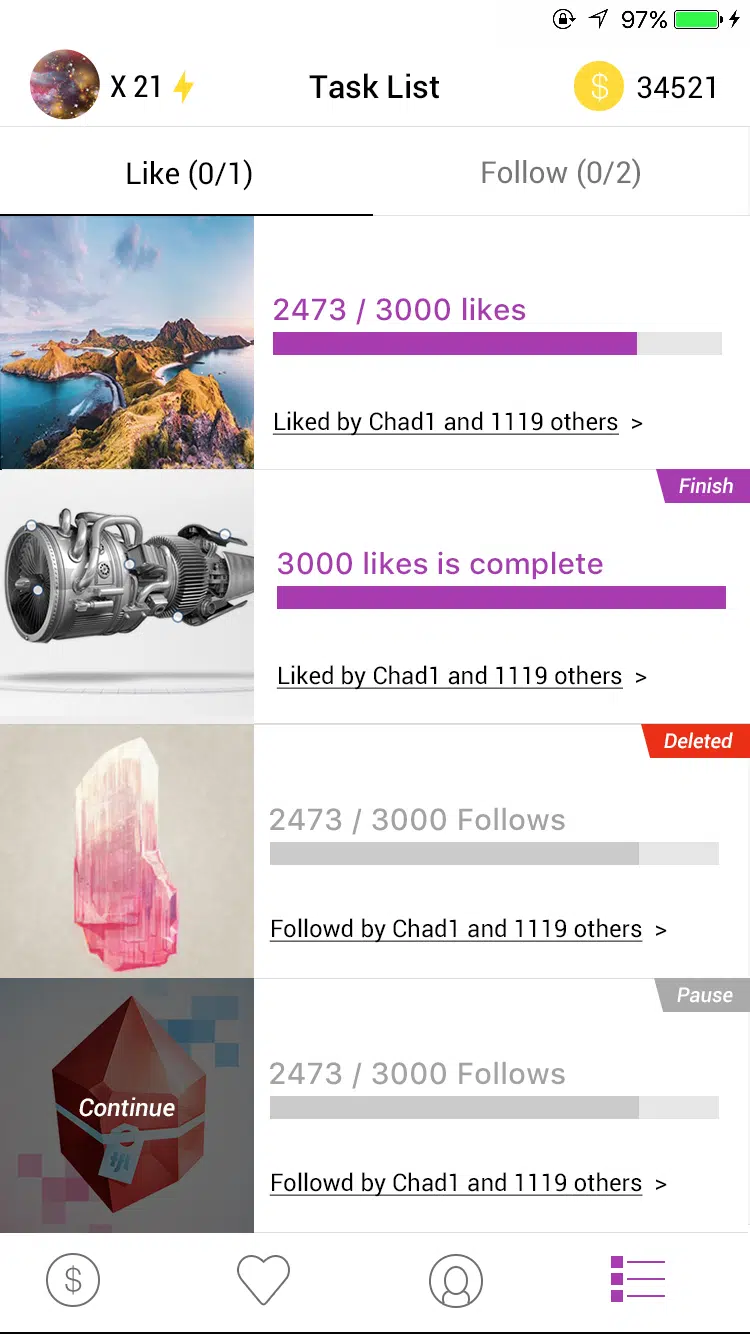 97%
X 21
Task List
$ 34521
Like (0/1)
Follow (0/2)
2473 / 3000 likes
Liked by Chad1 and 1119 others >
Finish
3000 likes is complete
Liked by Chad1 and 1119 others >
Deleted
2473 / 3000 Follows
Followd by Chad1 and 1119 others >
Pause
2473 / 3000 Follows
Continue
Followd by Chad1 and 1119 others >
$